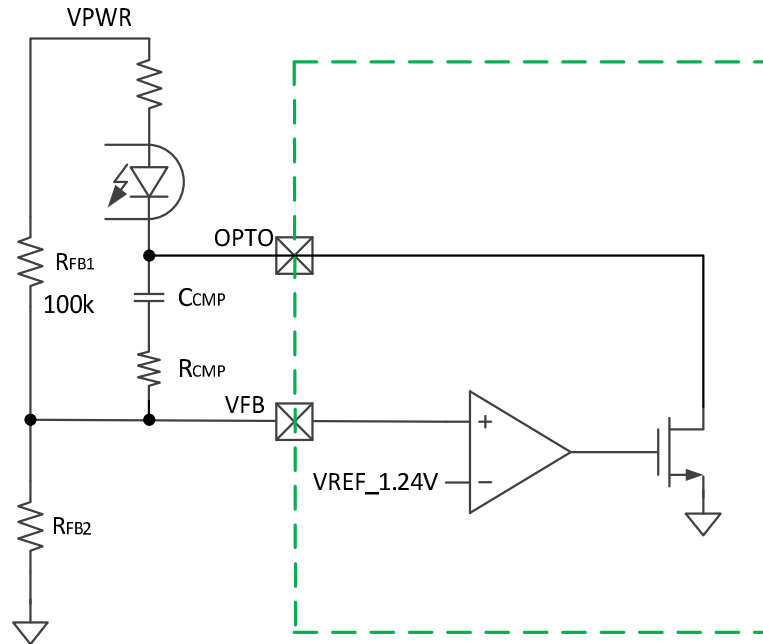 VPWR
OPTO
RFB1
100k
CCMP
RCMP
VFB
+
VREF_1.24V
−
RFB2